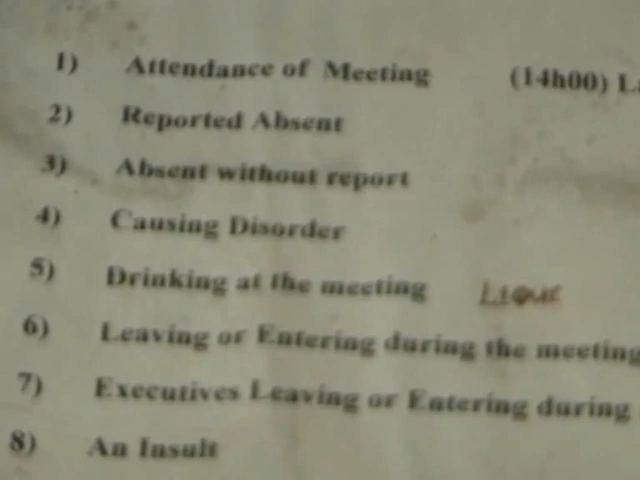 1) Attendance of Meeting (14h00)
2) Reported Absent
3) Absent without report
4) Causing Disorder
5) Drinking at the meeting
6) Leaving or Entering during the meeting
7) Executives Leaving or Entering during
8) An Insult